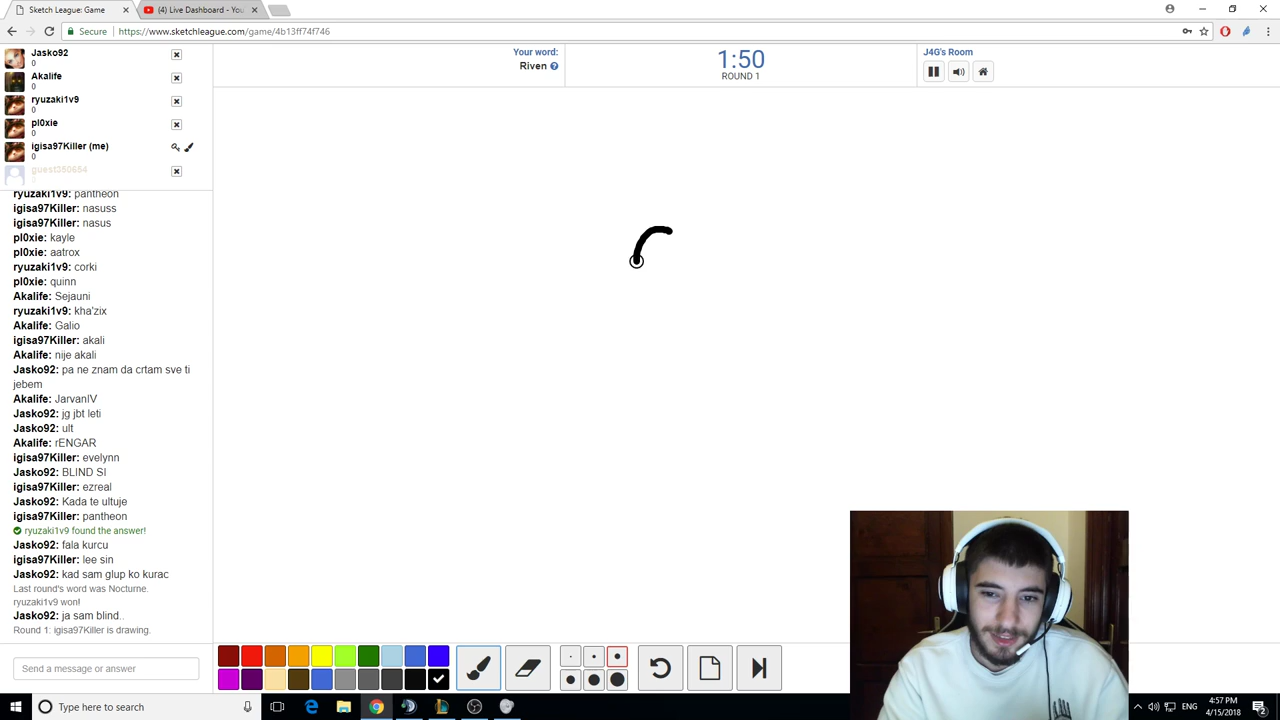 Sketch League: Game
(4) Live Dashboard - You
Secure
https://www.sketchleague.com/game/4b13ff74f746
Jasko92
0
Akalife
0
ryuzaki1v9
0
pl0xie
0
igisa97Killer (me)
0
guest350654
Your word:
Riven
1:50
ROUND 1
J4G's Room
ryuzaki1v9: pantheon
igisa97Killer: nasuss
igisa97Killer: nasus
pl0xie: kayle
pl0xie: aatrox
ryuzaki1v9: corki
pl0xie: quinn
Akalife: Sejauni
ryuzaki1v9: kha'zix
Akalife: Galio
igisa97Killer: akali
Akalife: nije akali
Jasko92: pa ne znam da crtam sve ti
jebem
Akalife: JarvanIV
Jasko92: jg jbt leti
Jasko92: ult
Akalife: rENGAR
igisa97Killer: evelynn
Jasko92: BLIND SI
igisa97Killer: ezreal
Jasko92: Kada te ultuje
igisa97Killer: pantheon
ryuzaki1v9 found the answer!
Jasko92: fala kurcu
igisa97Killer: lee sin
Jasko92: kad sam glup ko kurac
Last round's word was Nocturne.
ryuzaki1v9 won!
Jasko92: ja sam blind..
Round 1: igisa97Killer is drawing.
Send a message or answer
Type here to search
ENG
4:57 PM
4/15/2018
2